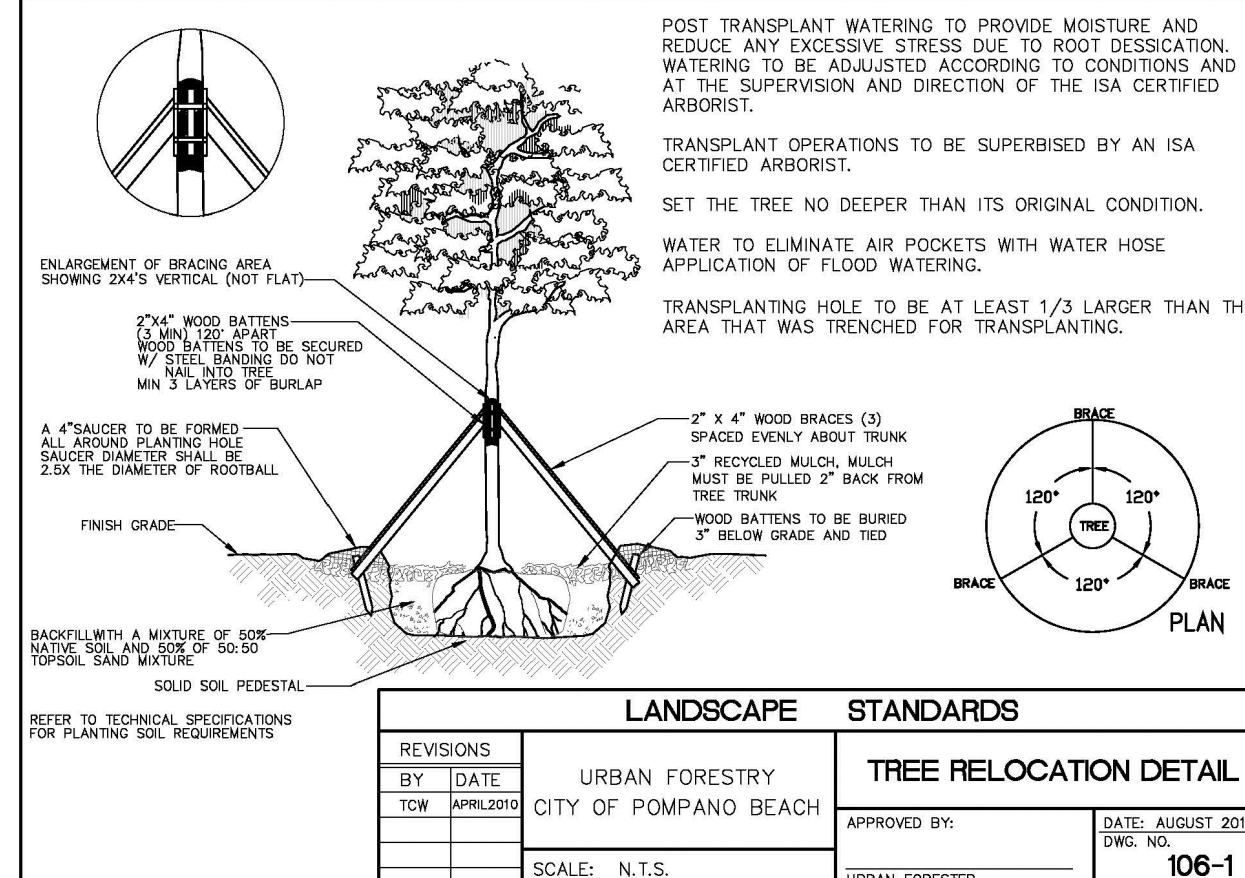 POST TRANSPLANT WATERING TO PROVIDE MOISTURE AND
REDUCE ANY EXCESSIVE STRESS DUE TO ROOT DESSICATION.
WATERING TO BE ADJUJSTED ACCORDING TO CONDITIONS AND
AT THE SUPERVISION AND DIRECTION OF THE ISA CERTIFIED
ARBORIST.
TRANSPLANT OPERATIONS TO BE SUPERBISED BY AN ISA
CERTIFIED ARBORIST.
SET THE TREE NO DEEPER THAN ITS ORIGINAL CONDITION.
WATER TO ELIMINATE AIR POCKETS WITH WATER HOSE
APPLICATION OF FLOOD WATERING.
TRANSPLANTING HOLE TO BE AT LEAST 1/3 LARGER THAN TH
AREA THAT WAS TRENCHED FOR TRANSPLANTING.
ENLARGEMENT OF BRACING AREA
SHOWING 2X4'S VERTICAL (NOT FLAT)
2"X4" WOOD BATTENS
(3 MIN) 120° APART
WOOD BATTENS TO BE SECURED
W/ STEEL BANDING DO NOT
NAIL INTO TREE
MIN 3 LAYERS OF BURLAP
A 4"SAUCER TO BE FORMED
ALL AROUND PLANTING HOLE
SAUCER DIAMETER SHALL BE
2.5X THE DIAMETER OF ROOTBALL
FINISH GRADE
BACKFILLWITH A MIXTURE OF 50%
NATIVE SOIL AND 50% OF 50:50
TOPSOIL SAND MIXTURE
SOLID SOIL PEDESTAL
REFER TO TECHNICAL SPECIFICATIONS
FOR PLANTING SOIL REQUIREMENTS
2" X 4" WOOD BRACES (3)
SPACED EVENLY ABOUT TRUNK
3" RECYCLED MULCH, MULCH
MUST BE PULLED 2" BACK FROM
TREE TRUNK
WOOD BATTENS TO BE BURIED
3" BELOW GRADE AND TIED
BRACE
120° 120°
TREE
120°
BRACE BRACE
PLAN
LANDSCAPE STANDARDS
REVISIONS
BY DATE
TCW APRIL2010
URBAN FORESTRY
CITY OF POMPANO BEACH
SCALE: N.T.S.
TREE RELOCATION DETAIL
APPROVED BY:
URBAN FORESTER
DATE: AUGUST 201
DWG. NO.
106-1